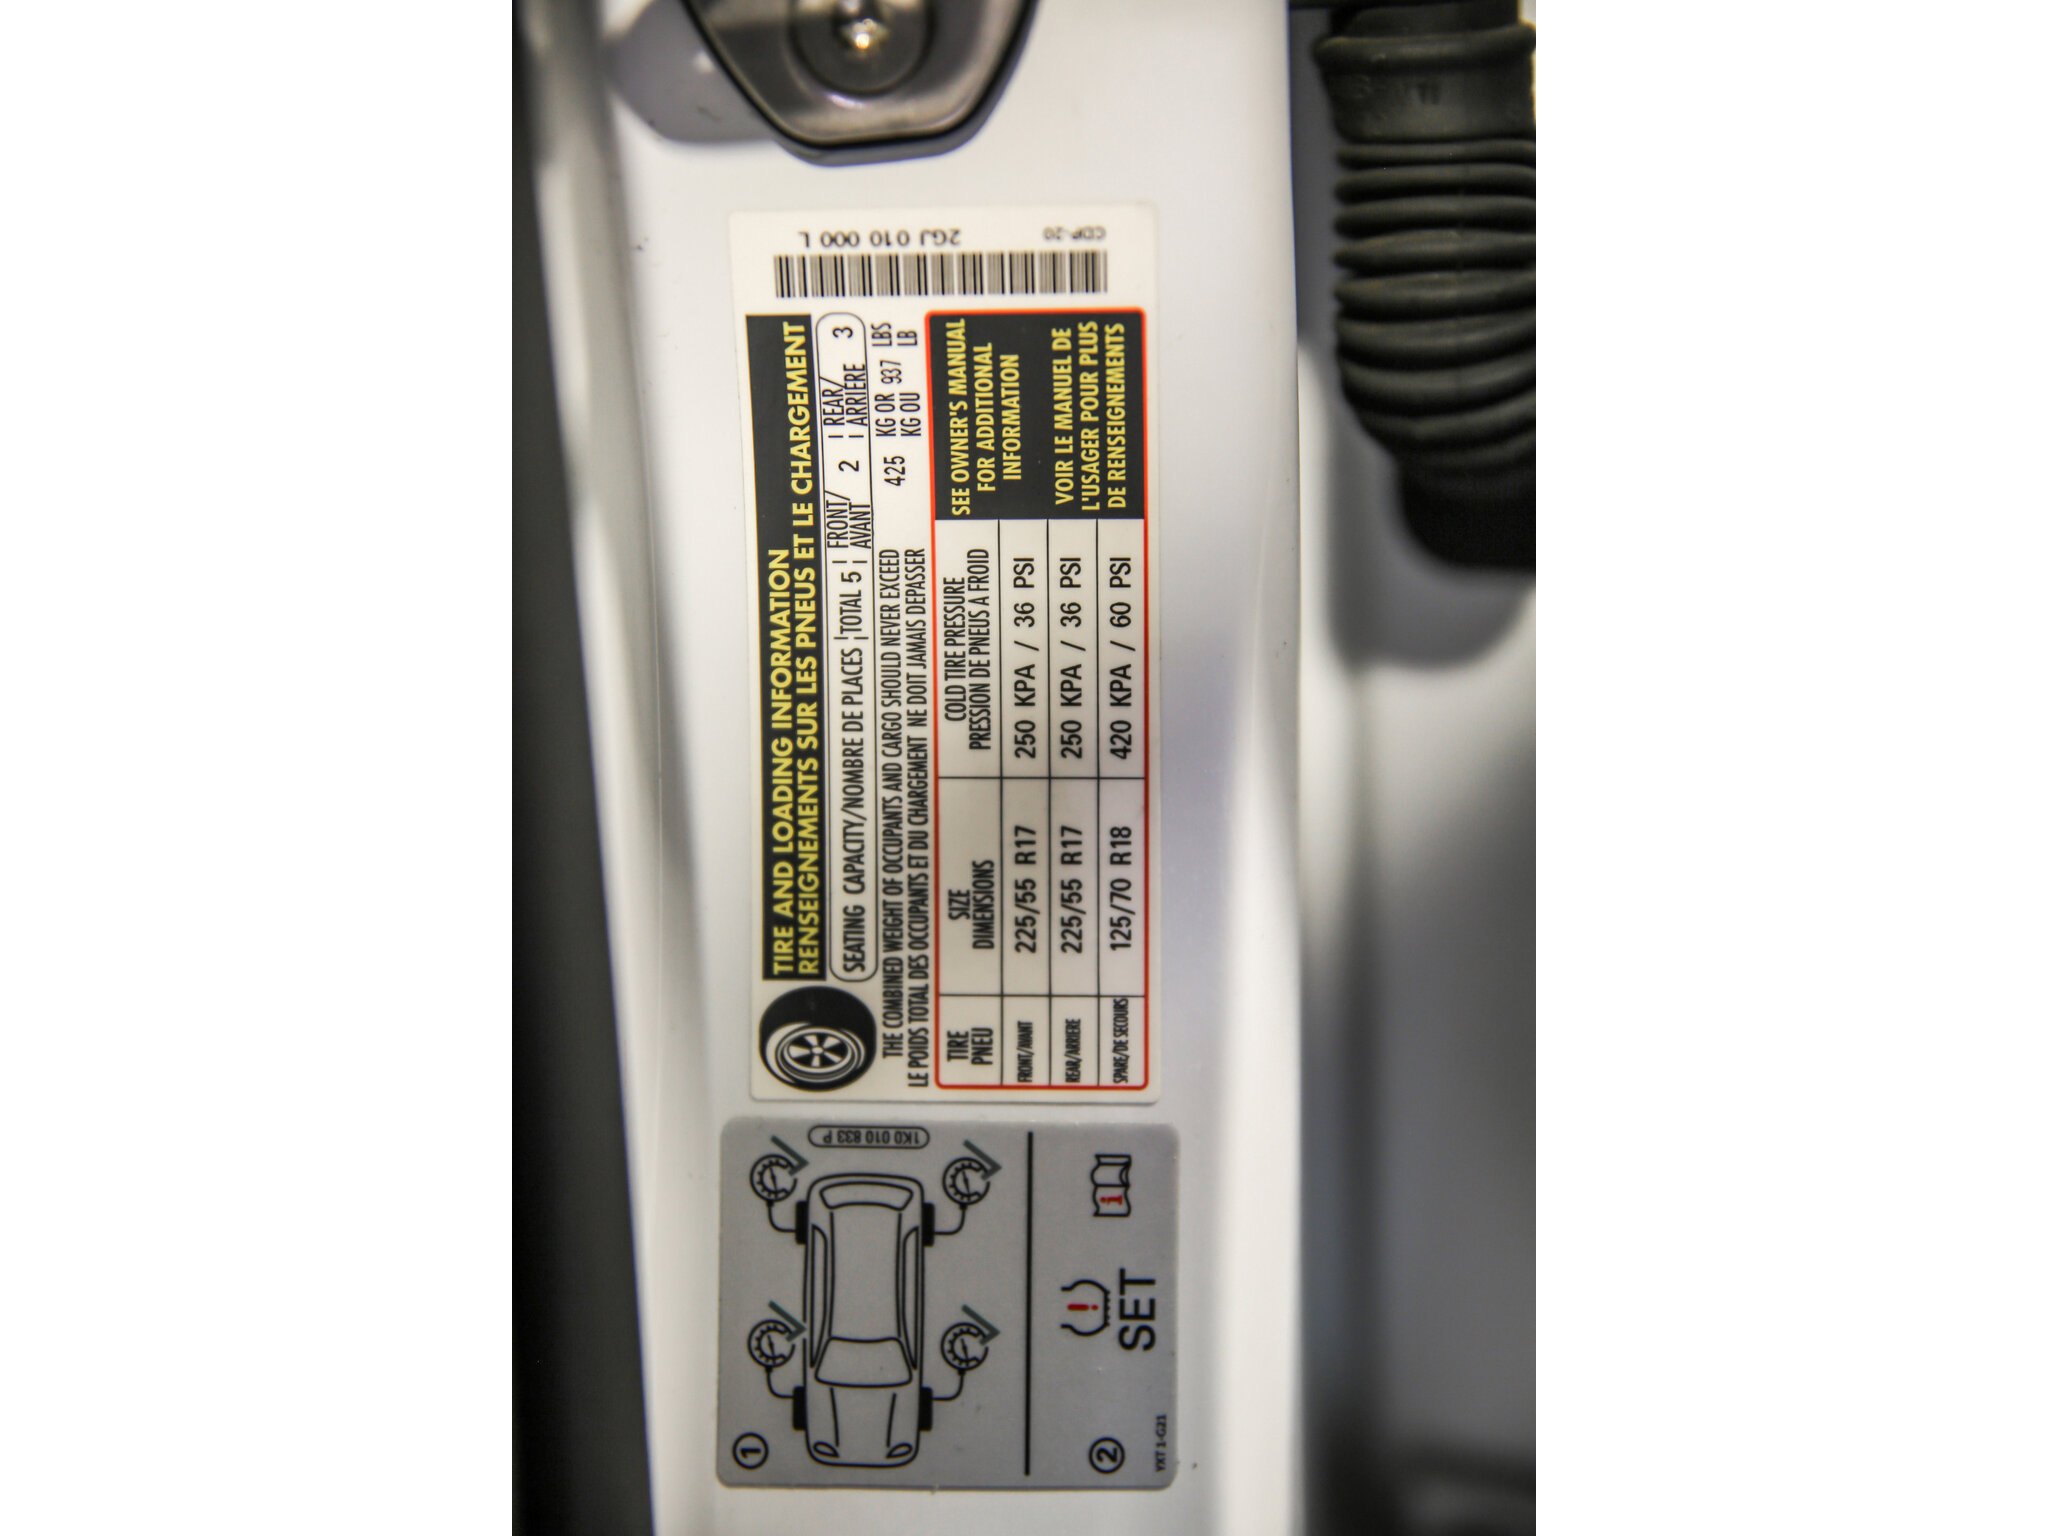 TIRE AND LOADING INFORMATION
RENSEIGNEMENTS SUR LES PNEUS ET LE CHARGEMENT
SEATING CAPACITY/NOMBRE DE PLACES TOTAL 5 FRONT/AVANT 2 REAR/ARRIÈRE 3
THE COMBINED WEIGHT OF OCCUPANTS AND CARGO SHOULD NEVER EXCEED 425 KG OR 937 LBS
LE POIDS TOTAL DES OCCUPANTS ET DU CHARGEMENT NE DOIT JAMAIS DEPASSER KG OU LB
TIRE
PNEU
SIZE
DIMENSIONS
COLD TIRE PRESSURE
PRESSION DE PNEUS A FROID
FRONT/AVANT 225/55 R17 250 KPA / 36 PSI
REAR/ARRIERE 225/55 R17 250 KPA / 36 PSI
SPARE/DE SECOURS 125/70 R18 420 KPA / 60 PSI
SEE OWNER'S MANUAL
FOR ADDITIONAL
INFORMATION
VOIR LE MANUEL DE
L'USAGER POUR PLUS
DE RENSEIGNEMENTS
2GJ 010 000 L
CDP-20
1
1K0 010 833 P
2
SET
i
YXT 1-G21